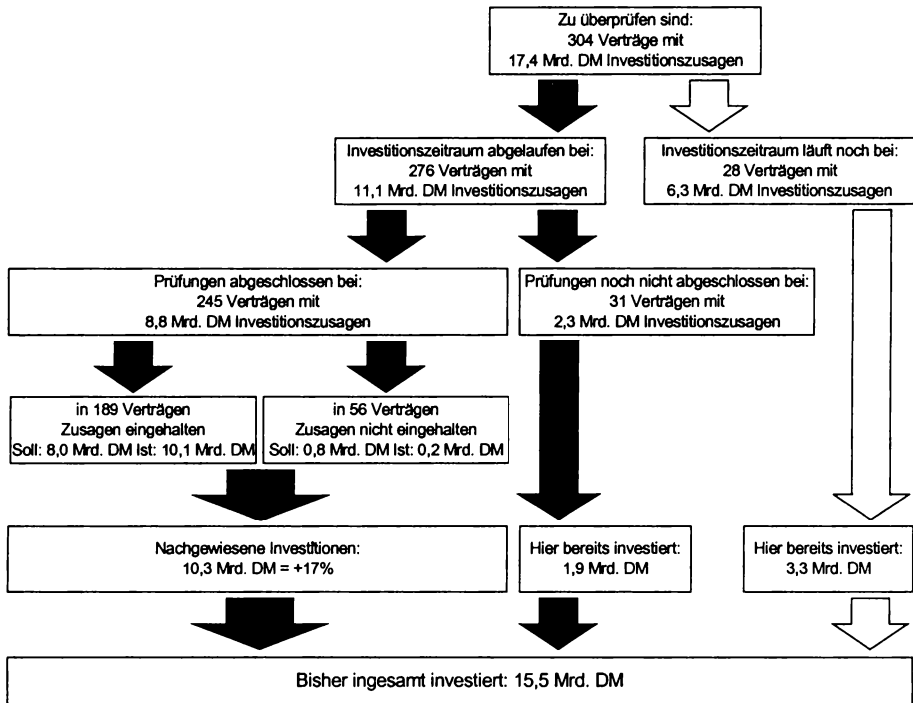 Zu überprüfen sind:
304 Verträge mit
17,4 Mrd. DM Investitionszusagen
Investitionszeitraum abgelaufen bei:
276 Verträgen mit
11,1 Mrd. DM Investitionszusagen
Investitionszeitraum läuft noch bei:
28 Verträgen mit
6,3 Mrd. DM Investitionszusagen
Prüfungen abgeschlossen bei:
245 Verträgen mit
8,8 Mrd. DM Investitionszusagen
Prüfungen noch nicht abgeschlossen bei:
31 Verträgen mit
2,3 Mrd. DM Investitionszusagen
in 189 Verträgen
Zusagen eingehalten
Soll: 8,0 Mrd. DM Ist: 10,1 Mrd. DM
in 56 Verträgen
Zusagen nicht eingehalten
Soll: 0,8 Mrd. DM Ist: 0,2 Mrd. DM
Nachgewiesene Investitionen:
10,3 Mrd. DM = +17%
Hier bereits investiert:
1,9 Mrd. DM
Hier bereits investiert:
3,3 Mrd. DM
Bisher ingesamt investiert: 15,5 Mrd. DM